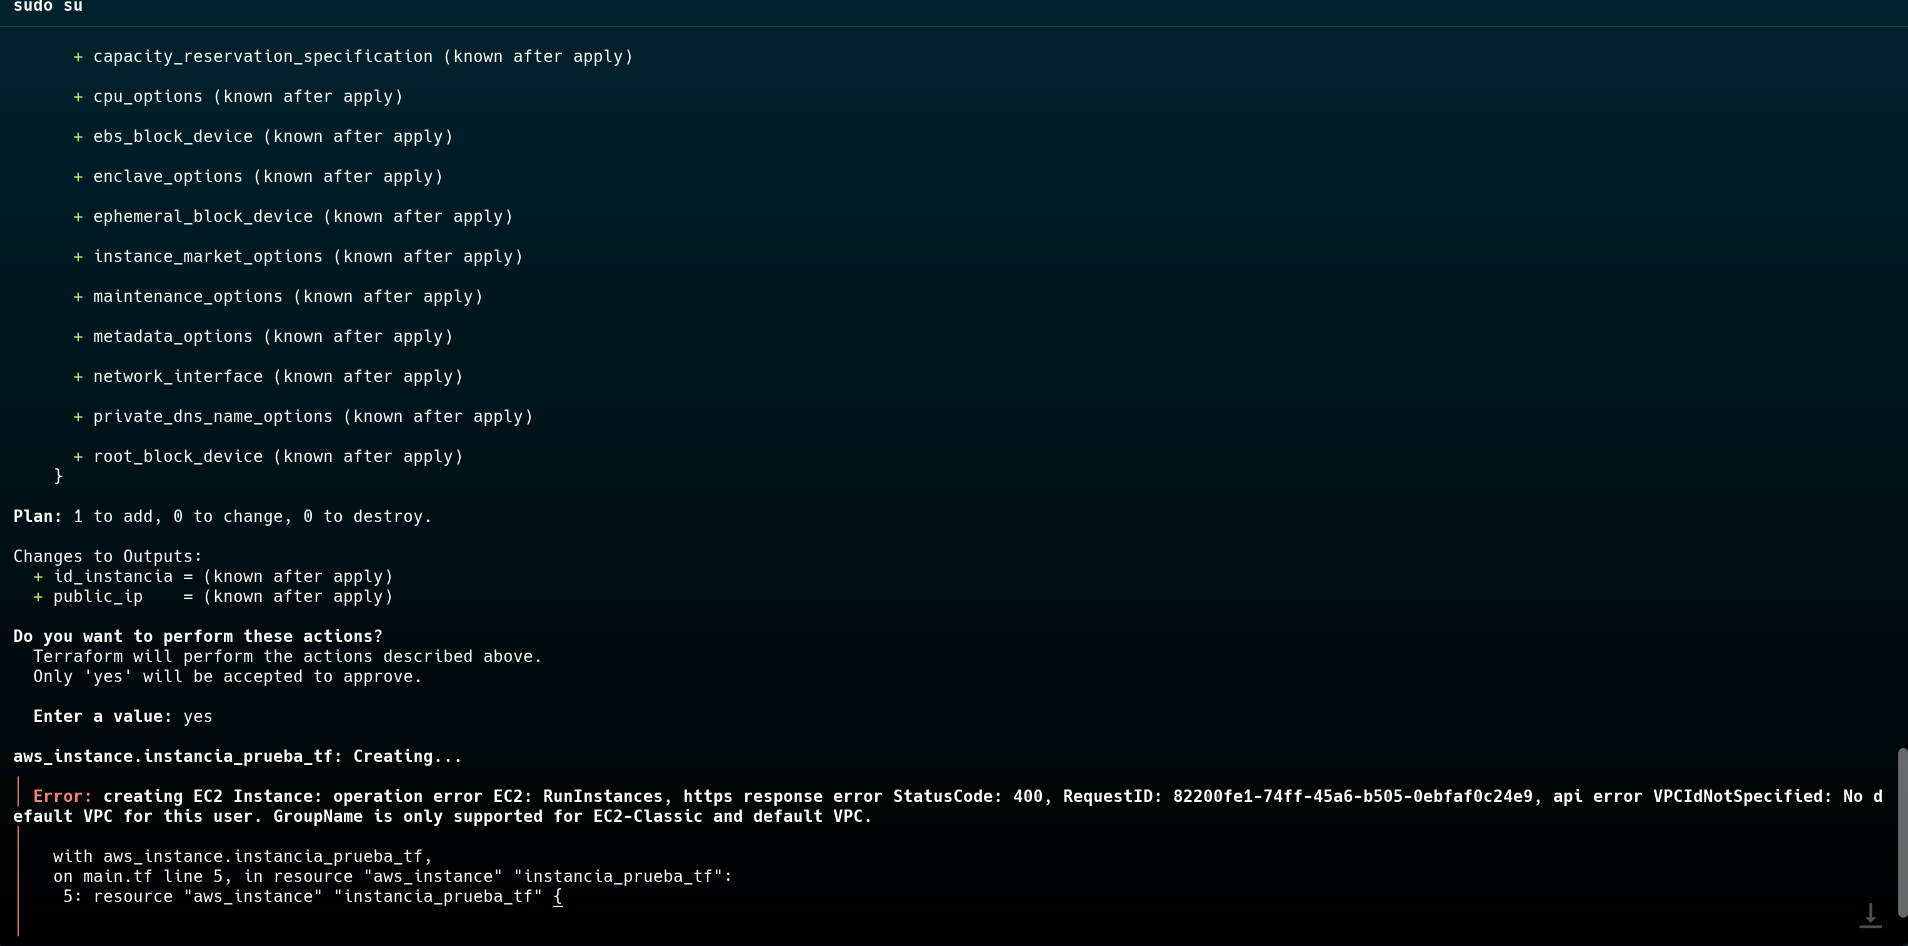 sudo su
+ capacity_reservation_specification (known after apply)
+ cpu_options (known after apply)
+ ebs_block_device (known after apply)
+ enclave_options (known after apply)
+ ephemeral_block_device (known after apply)
+ instance_market_options (known after apply)
+ maintenance_options (known after apply)
+ metadata_options (known after apply)
+ network_interface (known after apply)
+ private_dns_name_options (known after apply)
+ root_block_device (known after apply)
}
Plan: 1 to add, 0 to change, 0 to destroy.
Changes to Outputs:
+ id_instancia = (known after apply)
+ public_ip    = (known after apply)
Do you want to perform these actions?
Terraform will perform the actions described above.
Only 'yes' will be accepted to approve.
Enter a value: yes
aws_instance.instancia_prueba_tf: Creating...
Error: creating EC2 Instance: operation error EC2: RunInstances, https response error StatusCode: 400, RequestID: 82200fe1-74ff-45a6-b505-0ebfaf0c24e9, api error VPCIdNotSpecified: No d
efault VPC for this user. GroupName is only supported for EC2-Classic and default VPC.
with aws_instance.instancia_prueba_tf,
on main.tf line 5, in resource "aws_instance" "instancia_prueba_tf":
5: resource "aws_instance" "instancia_prueba_tf" {